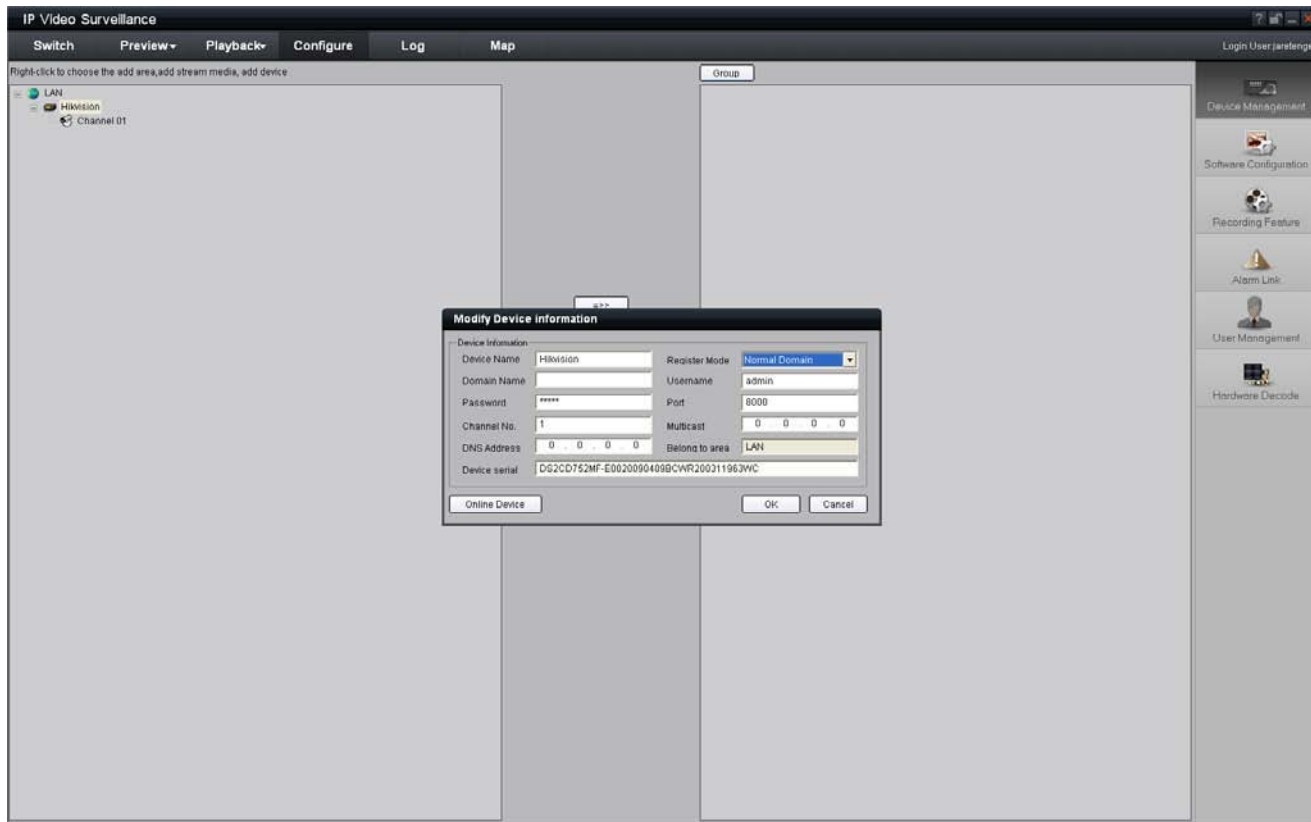 IP Video Surveillance
Switch Preview Playback Configure Log Map
Right-click to choose the add area,add stream media, add device
Group
LAN
Hikvision
Channel 01
=>>
Modify Device information
Device Information
Device Name Hikvision Register Mode Normal Domain
Domain Name Username admin
Password ***** Port 8000
Channel No. 1 Multicast 0 . 0 . 0 . 0
DNS Address 0 . 0 . 0 . 0 Belong to area LAN
Device serial DS2CD752MF-E0020090409BCWR200311963WC
Online Device OK Cancel
Login User
Device Management
Software Configuration
Recording Feature
Alarm Link
User Management
Hardware Decode